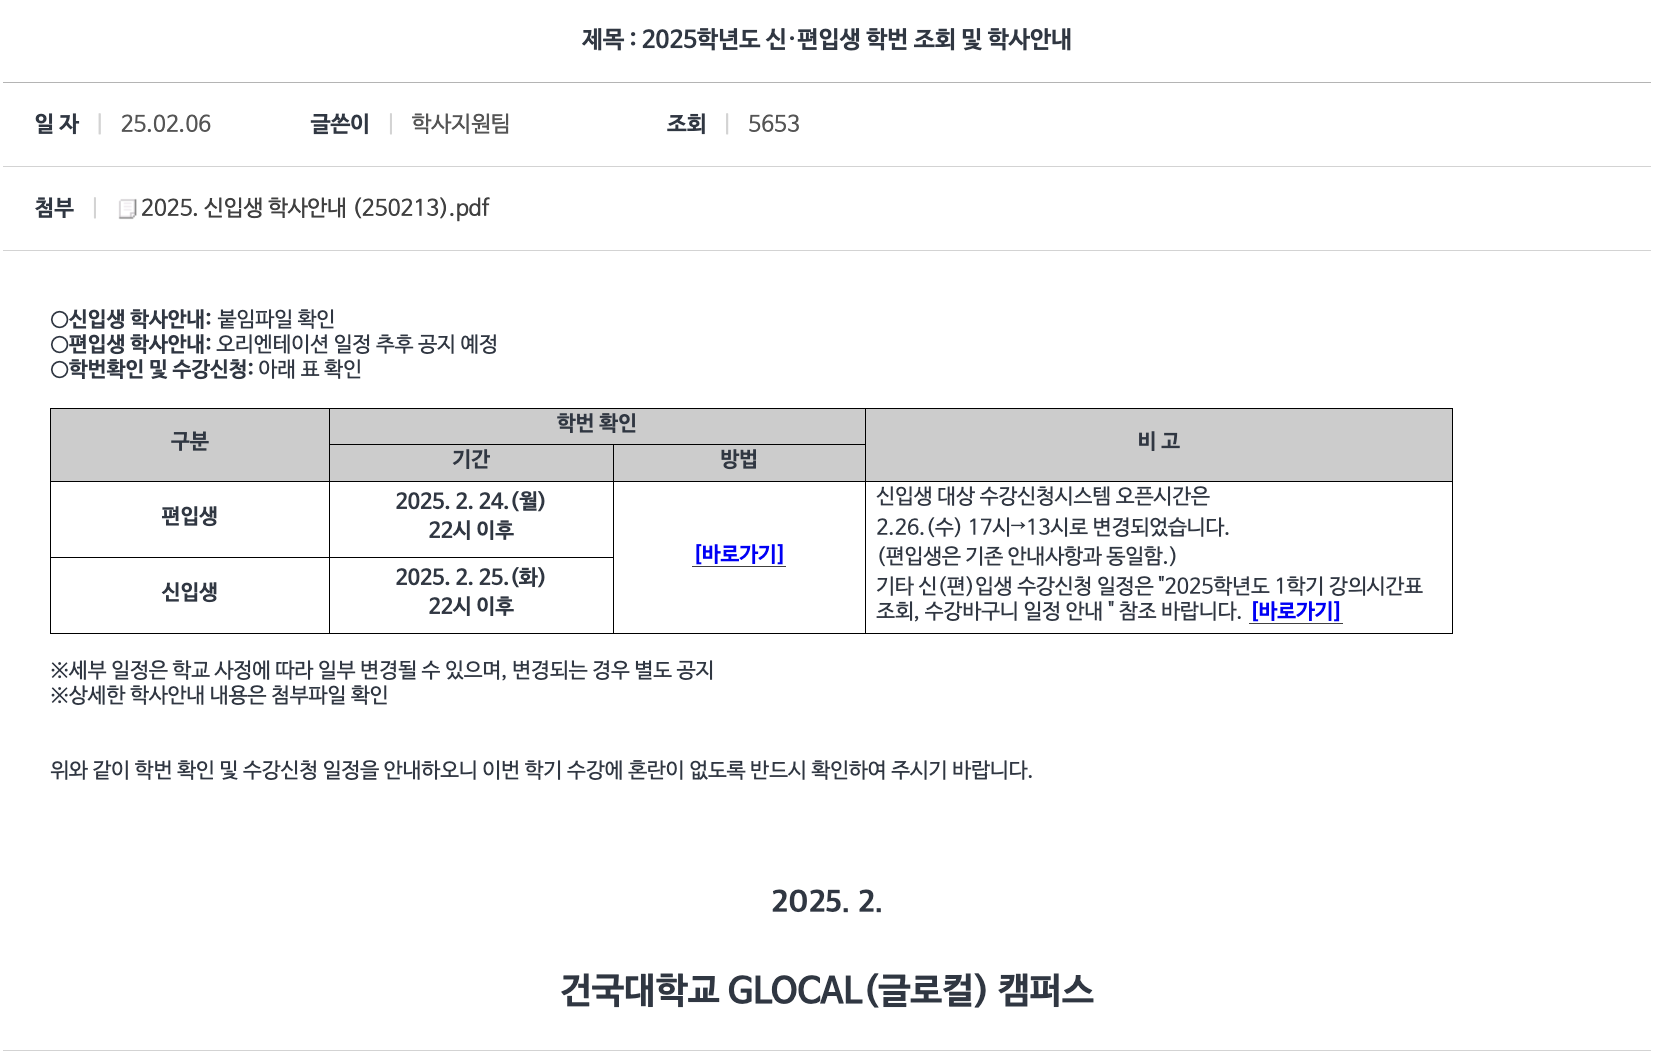 제목 : 2025학년도 신·편입생 학번 조회 및 학사안내
일 자 | 25.02.06 글쓴이 | 학사지원팀 조회 | 5653
첨부 | 2025. 신입생 학사안내 (250213).pdf
○신입생 학사안내: 붙임파일 확인
○편입생 학사안내: 오리엔테이션 일정 추후 공지 예정
○학번확인 및 수강신청: 아래 표 확인
구분 학번 확인 비 고
기간 방법
편입생
2025. 2. 24.(월)
22시 이후
신입생
2025. 2. 25.(화)
22시 이후
[바로가기]
신입생 대상 수강신청시스템 오픈시간은
2.26.(수) 17시→13시로 변경되었습니다.
(편입생은 기존 안내사항과 동일함.)
기타 신(편)입생 수강신청 일정은 "2025학년도 1학기 강의시간표
조회, 수강바구니 일정 안내 " 참조 바랍니다. [바로가기]
※세부 일정은 학교 사정에 따라 일부 변경될 수 있으며, 변경되는 경우 별도 공지
※상세한 학사안내 내용은 첨부파일 확인
위와 같이 학번 확인 및 수강신청 일정을 안내하오니 이번 학기 수강에 혼란이 없도록 반드시 확인하여 주시기 바랍니다.
2025. 2.
건국대학교 GLOCAL(글로컬) 캠퍼스